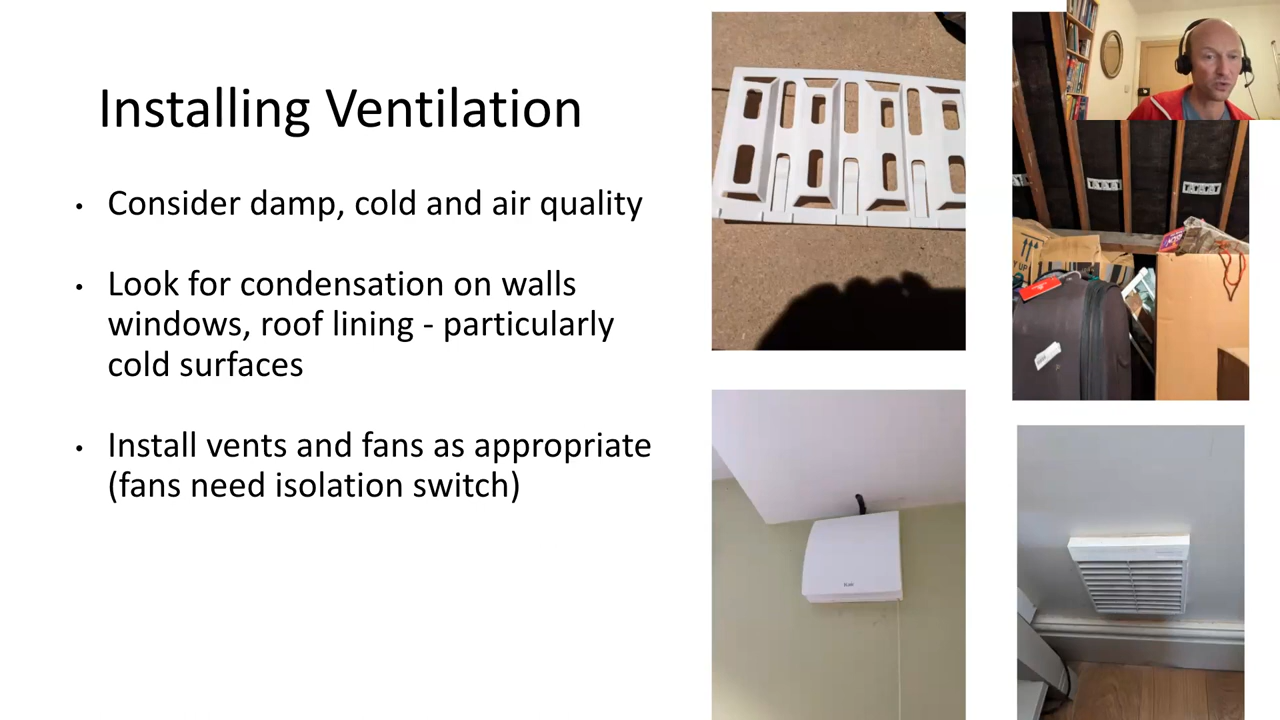 Installing Ventilation
• Consider damp, cold and air quality
• Look for condensation on walls
windows, roof lining - particularly
cold surfaces
• Install vents and fans as appropriate
(fans need isolation switch)